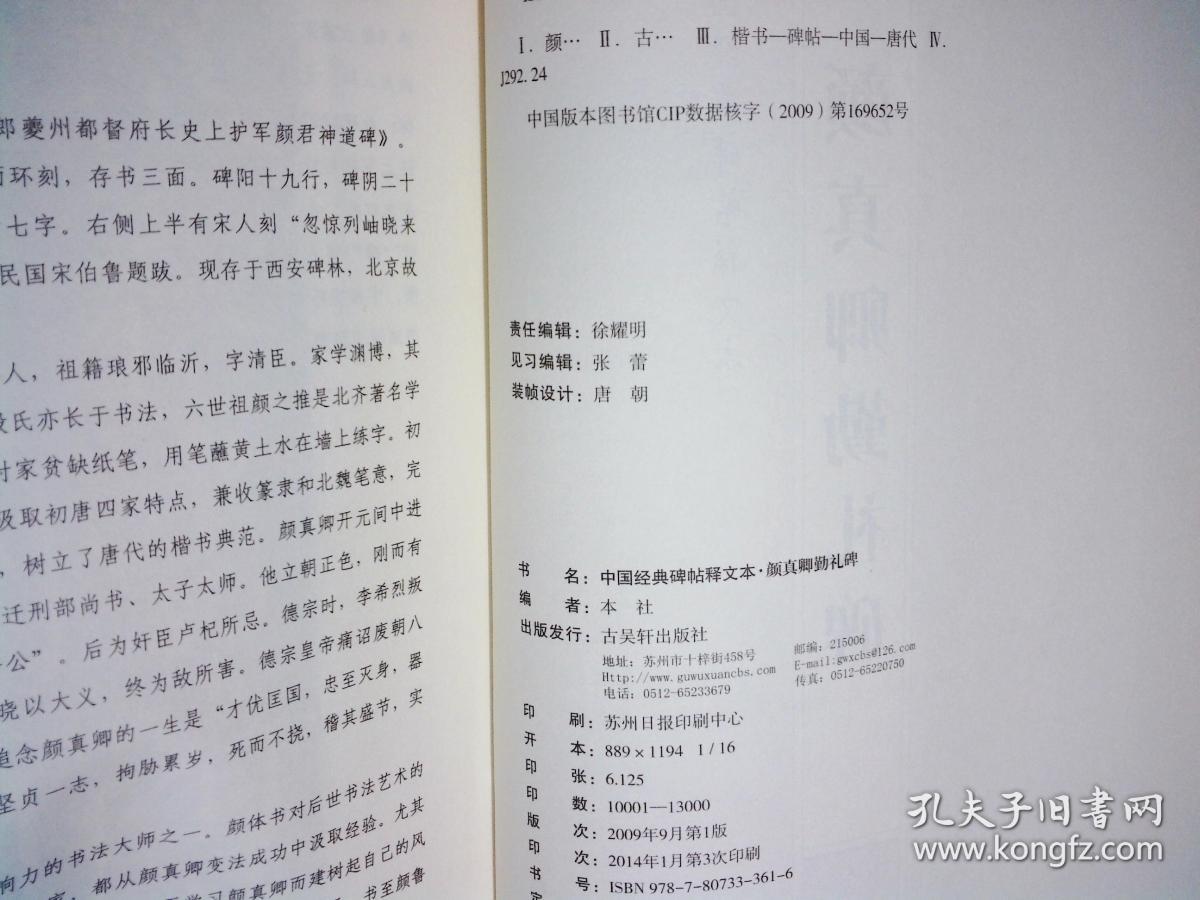 郎夔州都督府长史上护军颜君神道碑》。
面环刻，存书三面。碑阳十九行，碑阴二十
七字。右侧上半有宋人刻“忽惊列岫晓来
民国宋伯鲁题跋。现存于西安碑林，北京故
人，祖籍琅邪临沂，字清臣。家学渊博，其
殷氏亦长于书法，六世祖颜之推是北齐著名学
时家贫缺纸笔，用笔蘸黄土水在墙上练字。初
汲取初唐四家特点，兼收篆隶和北魏笔意，完
，树立了唐代的楷书典范。颜真卿开元间中进
迁刑部尚书、太子太师。他立朝正色，刚而有
公”。后为奸臣卢杞所忌。德宗时，李希烈叛
晓以大义，终为敌所害。德宗皇帝痛诏废朝八
追念颜真卿的一生是“才优匡国，忠至灭身，器
坚贞一志，拘胁累岁，死而不挠，稽其盛节，实
响力的书法大师之一。颜体书对后世书法艺术的
都从颜真卿变法成功中汲取经验。尤其
学习颜真卿而建树起自己的风
书至颜鲁
Ⅰ. 颜… Ⅱ. 古… Ⅲ. 楷书—碑帖—中国—唐代 Ⅳ.
J292.24
中国版本图书馆CIP数据核字（2009）第169652号
责任编辑：徐耀明
见习编辑：张 蕾
装帧设计：唐 朝
书 名：中国经典碑帖释文本·颜真卿勤礼碑
编 者：本 社
出版发行：古吴轩出版社
地址：苏州市十梓街458号 邮编：215006
Http://www.guwuxuancbs.com E-mail:gwxcbs@126.com
电话：0512-65233679 传真：0512-65220750
印 刷：苏州日报印刷中心
开 本：889×1194 1/16
印 张：6.125
印 数：10001—13000
版 次：2009年9月第1版
印 次：2014年1月第3次印刷
书 号：ISBN 978-7-80733-361-6
定
孔夫子旧书网
www.kongfz.com